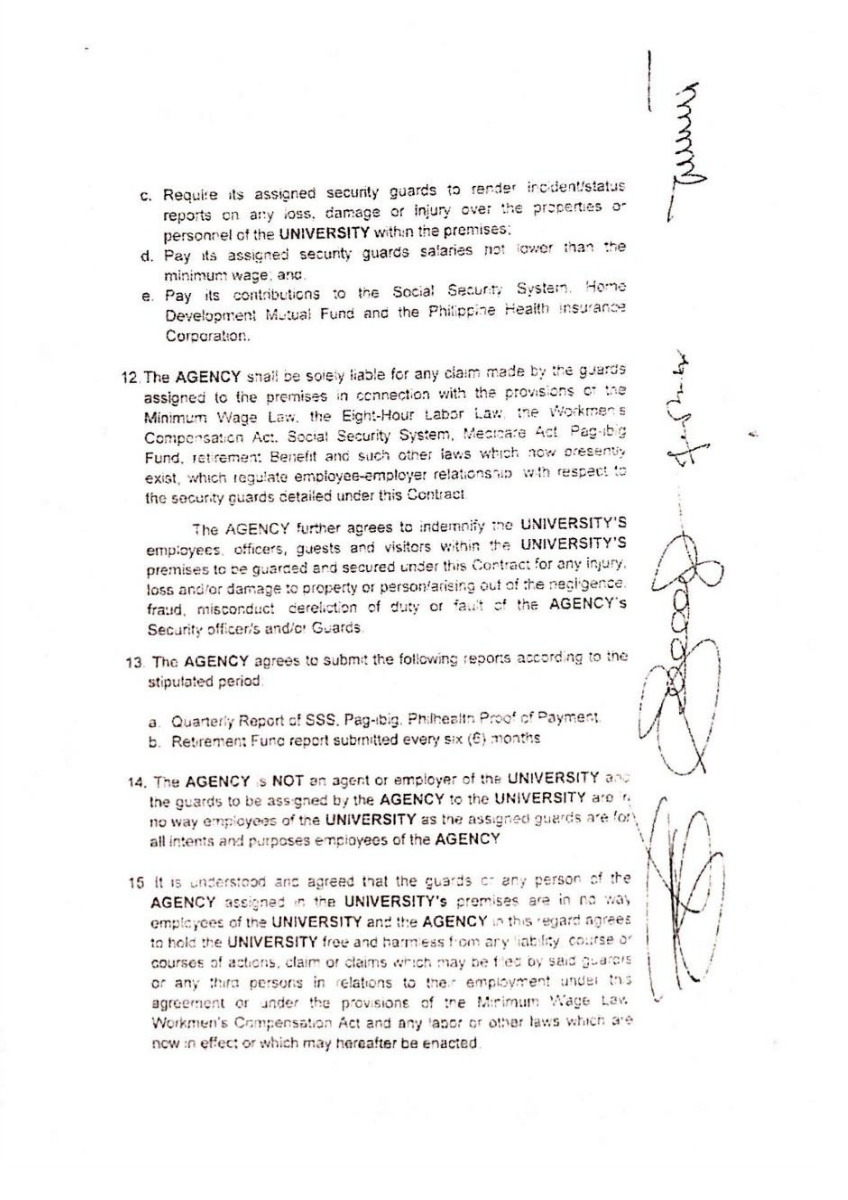 c. Require its assigned security guards to render incident/status
reports on any loss, damage or injury over the properties or
personnel of the UNIVERSITY within the premises;
d. Pay its assigned security guards salaries not lower than the
minimum wage; and
e. Pay its contributions to the Social Security System, Home
Development Mutual Fund and the Philippine Health Insurance
Corporation.
12. The AGENCY shall be solely liable for any claim made by the guards
assigned to the premises in connection with the provisions of the
Minimum Wage Law, the Eight-Hour Labor Law, the Workmen's
Compensation Act, Social Security System, Medicare Act, Pag-ibig
Fund, retirement Benefit and such other laws which now presently
exist, which regulate employee-employer relationship with respect to
the security guards detailed under this Contract
The AGENCY further agrees to indemnify the UNIVERSITY'S
employees, officers, guests and visitors within the UNIVERSITY'S
premises to be guarded and secured under this Contract for any injury,
loss and/or damage to property or person/arising out of the negligence,
fraud, misconduct dereliction of duty or fault of the AGENCY's
Security officer/s and/or Guards.
13. The AGENCY agrees to submit the following reports according to the
stipulated period.
a. Quarterly Report of SSS, Pag-ibig, Philhealth Proof of Payment.
b. Retirement Fund report submitted every six (6) months
14. The AGENCY is NOT an agent or employer of the UNIVERSITY and
the guards to be assigned by the AGENCY to the UNIVERSITY are in
no way employees of the UNIVERSITY as the assigned guards are for
all intents and purposes employees of the AGENCY
15 It is understood and agreed that the guards or any person of the
AGENCY assigned in the UNIVERSITY's premises are in no way
employees of the UNIVERSITY and the AGENCY in this regard agrees
to hold the UNIVERSITY free and harmless from any liability, course or
courses of actions, claim or claims which may be filed by said guards
or any third persons in relations to their employment under this
agreement or under the provisions of the Minimum Wage Law
Workmen's Compensation Act and any labor or other laws which are
now in effect or which may hereafter be enacted.